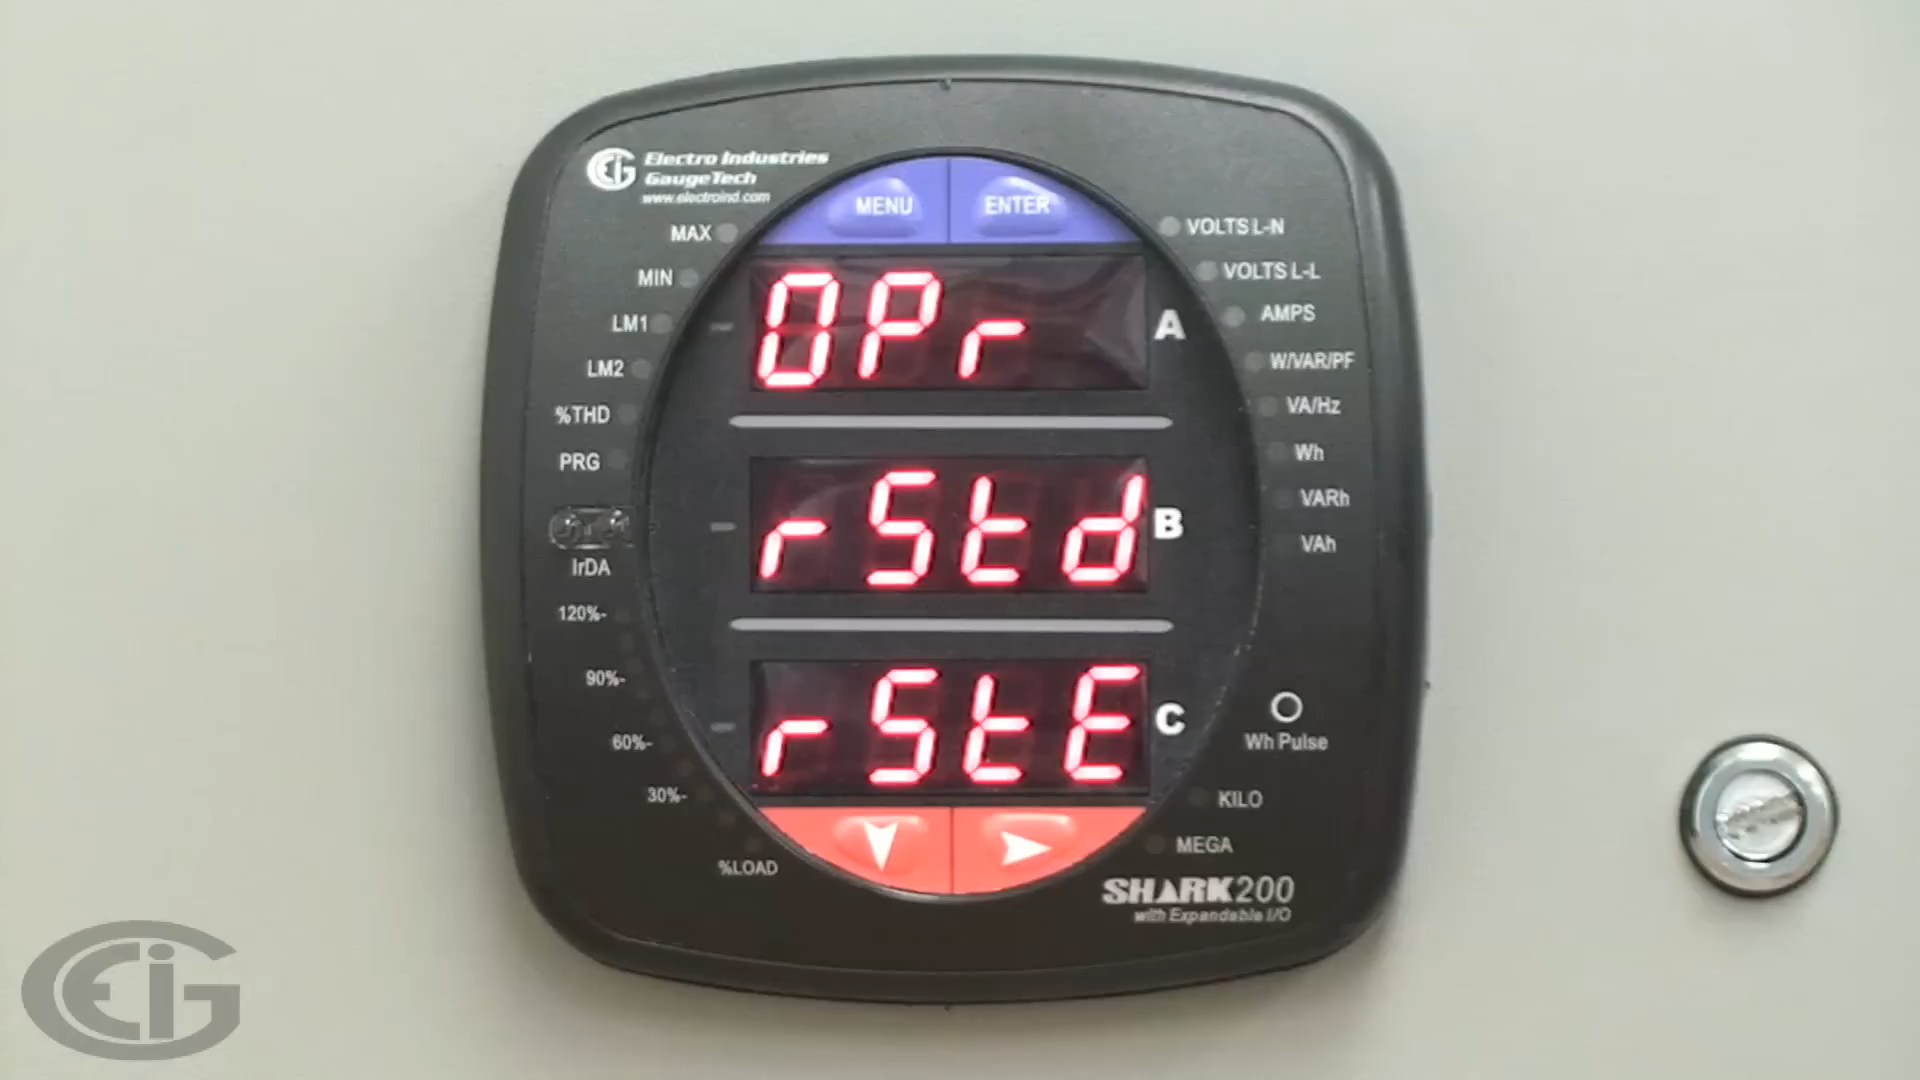 Electro Industries
GaugeTech
www.electroind.com
MENU
ENTER
MAX
MIN
LM1
LM2
%THD
PRG
IrDA
120%-
90%-
60%-
30%-
%LOAD
OPr
A
rStd
B
rStE
C
VOLTS L-N
VOLTS L-L
AMPS
W/VAR/PF
VA/Hz
Wh
VARh
VAh
Wh Pulse
KILO
MEGA
SHARK200
with Expandable I/O
EIG